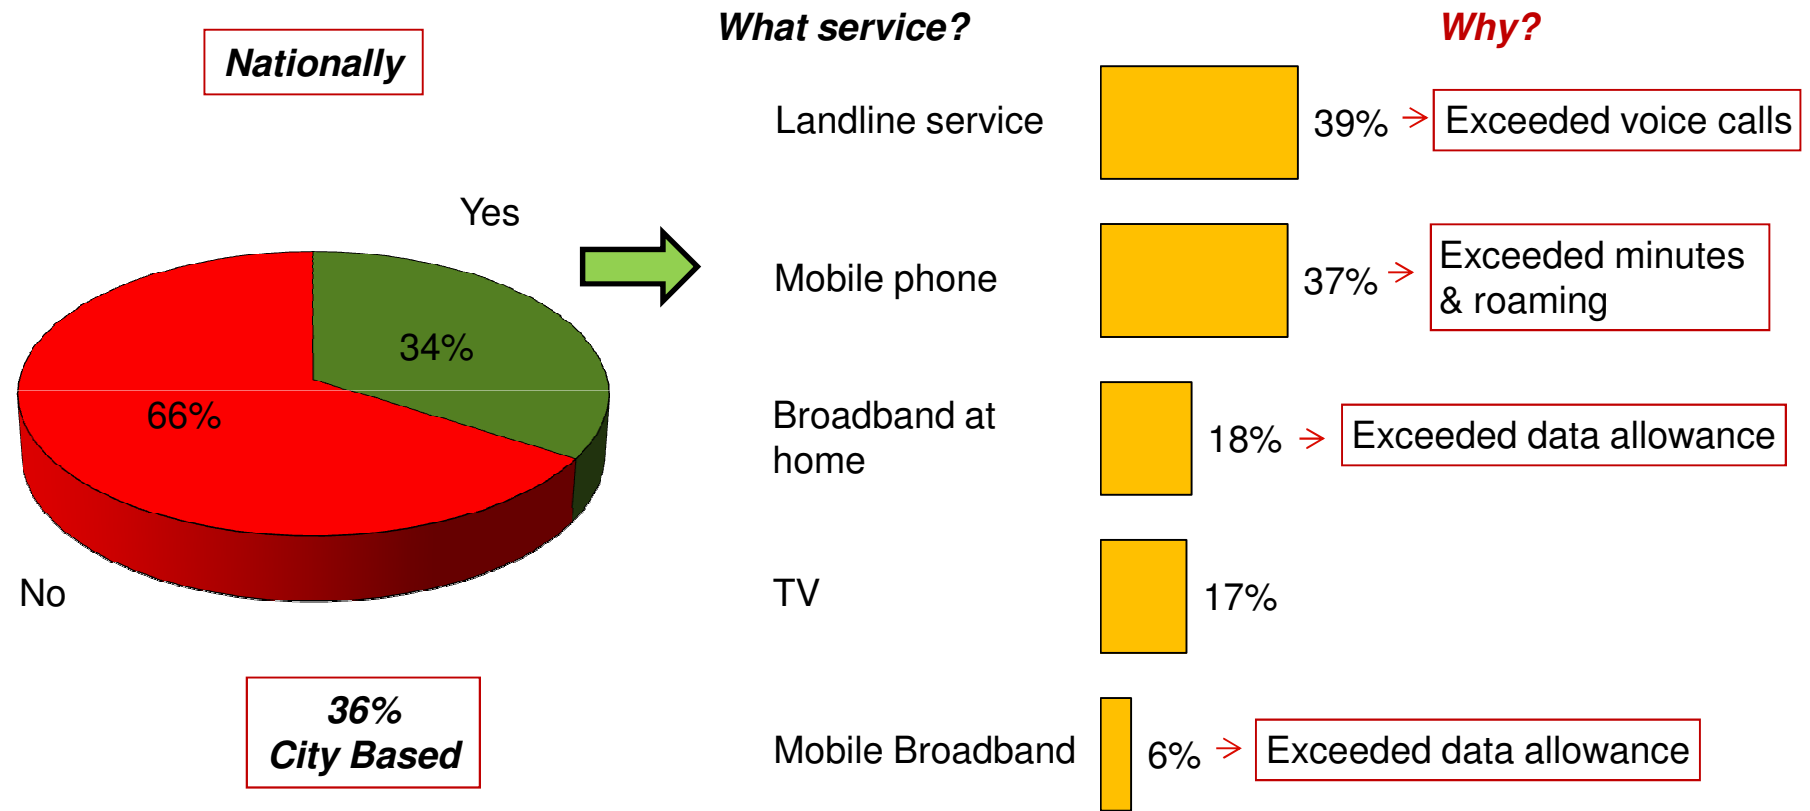 Nationally
Yes
34%
66%
No
36%
City Based
What service?
Why?
Landline service
39%
Exceeded voice calls
Mobile phone
37%
Exceeded minutes
& roaming
Broadband at
home
18%
Exceeded data allowance
TV
17%
Mobile Broadband
6%
Exceeded data allowance